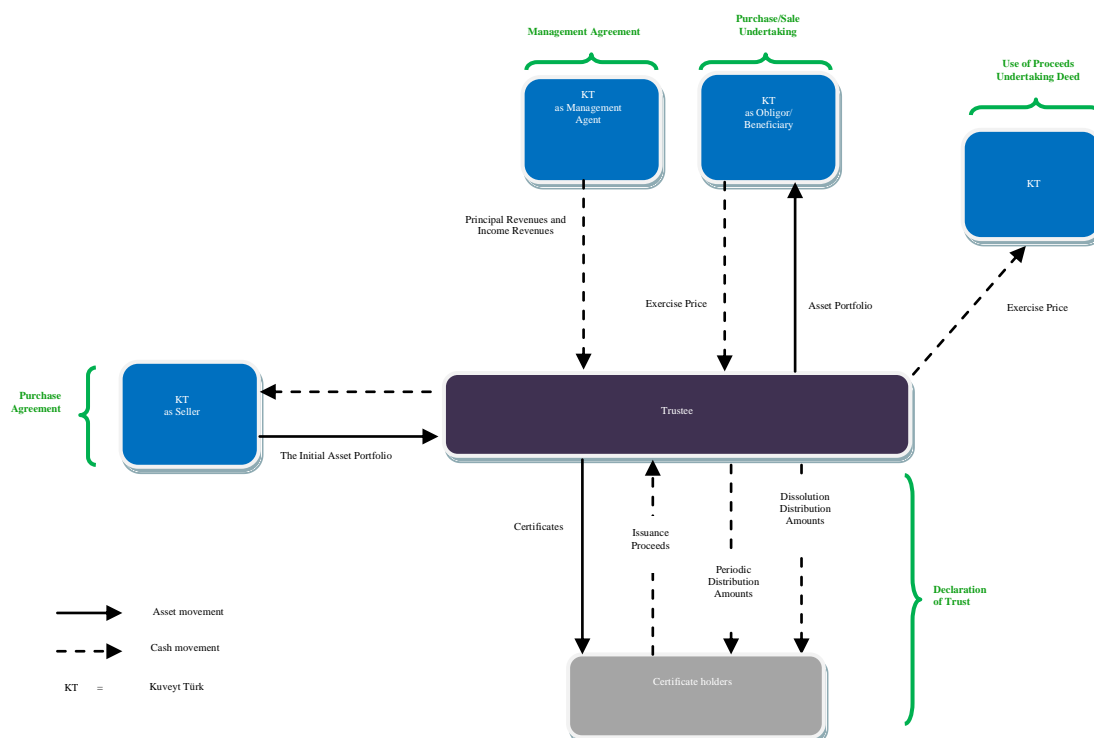 Purchase/Sale
Undertaking
Management Agreement
Use of Proceeds
Undertaking Deed
KT
as Management
Agent
KT
as Obligor/
Beneficiary
KT
Principal Revenues and
Income Revenues
Exercise Price
Asset Portfolio
Exercise Price
Purchase
Agreement
KT
as Seller
Trustee
The Initial Asset Portfolio
Certificates
Issuance
Proceeds
Periodic
Distribution
Amounts
Dissolution
Distribution
Amounts
Declaration
of Trust
Asset movement
Cash movement
KT = Kuveyt Türk
Certificate holders